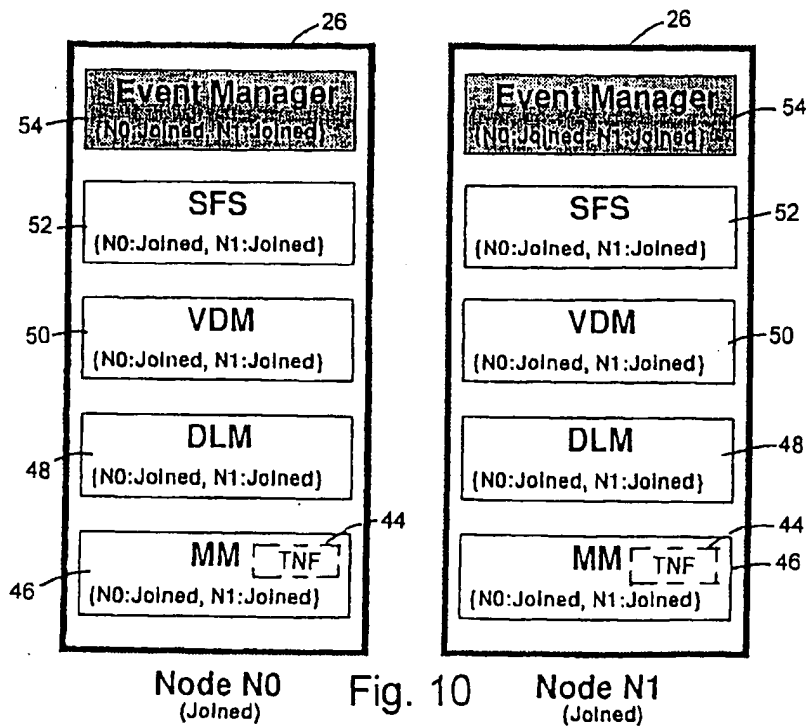 26
Event Manager
54
{N0:Joined, N1:Joined}
SFS
52
{N0:Joined, N1:Joined}
VDM
50
{N0:Joined, N1:Joined}
DLM
48
{N0:Joined, N1:Joined}
44
MM
TNF
46
{N0:Joined, N1:Joined}
Node N0
(Joined)
26
Event Manager
54
{N0:Joined, N1:Joined}
SFS
52
{N0:Joined, N1:Joined}
VDM
50
{N0:Joined, N1:Joined}
DLM
48
{N0:Joined, N1:Joined}
44
MM
TNF
46
{N0:Joined, N1:Joined}
Node N1
(Joined)
Fig. 10